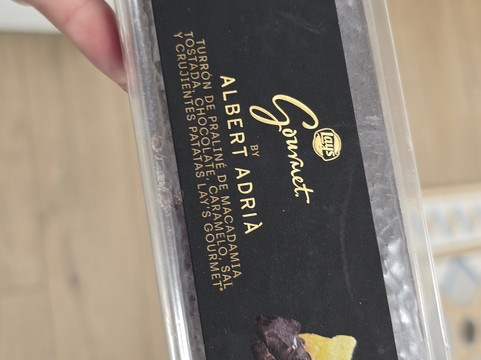 Lay's
Gourmet
BY
ALBERT ADRIÀ
TURRÓN DE PRALINÉ DE MACADAMIA
TOSTADA, CHOCOLATE, CARAMELO, SAL
Y CRUJIENTES PATATAS LAY'S GOURMET®